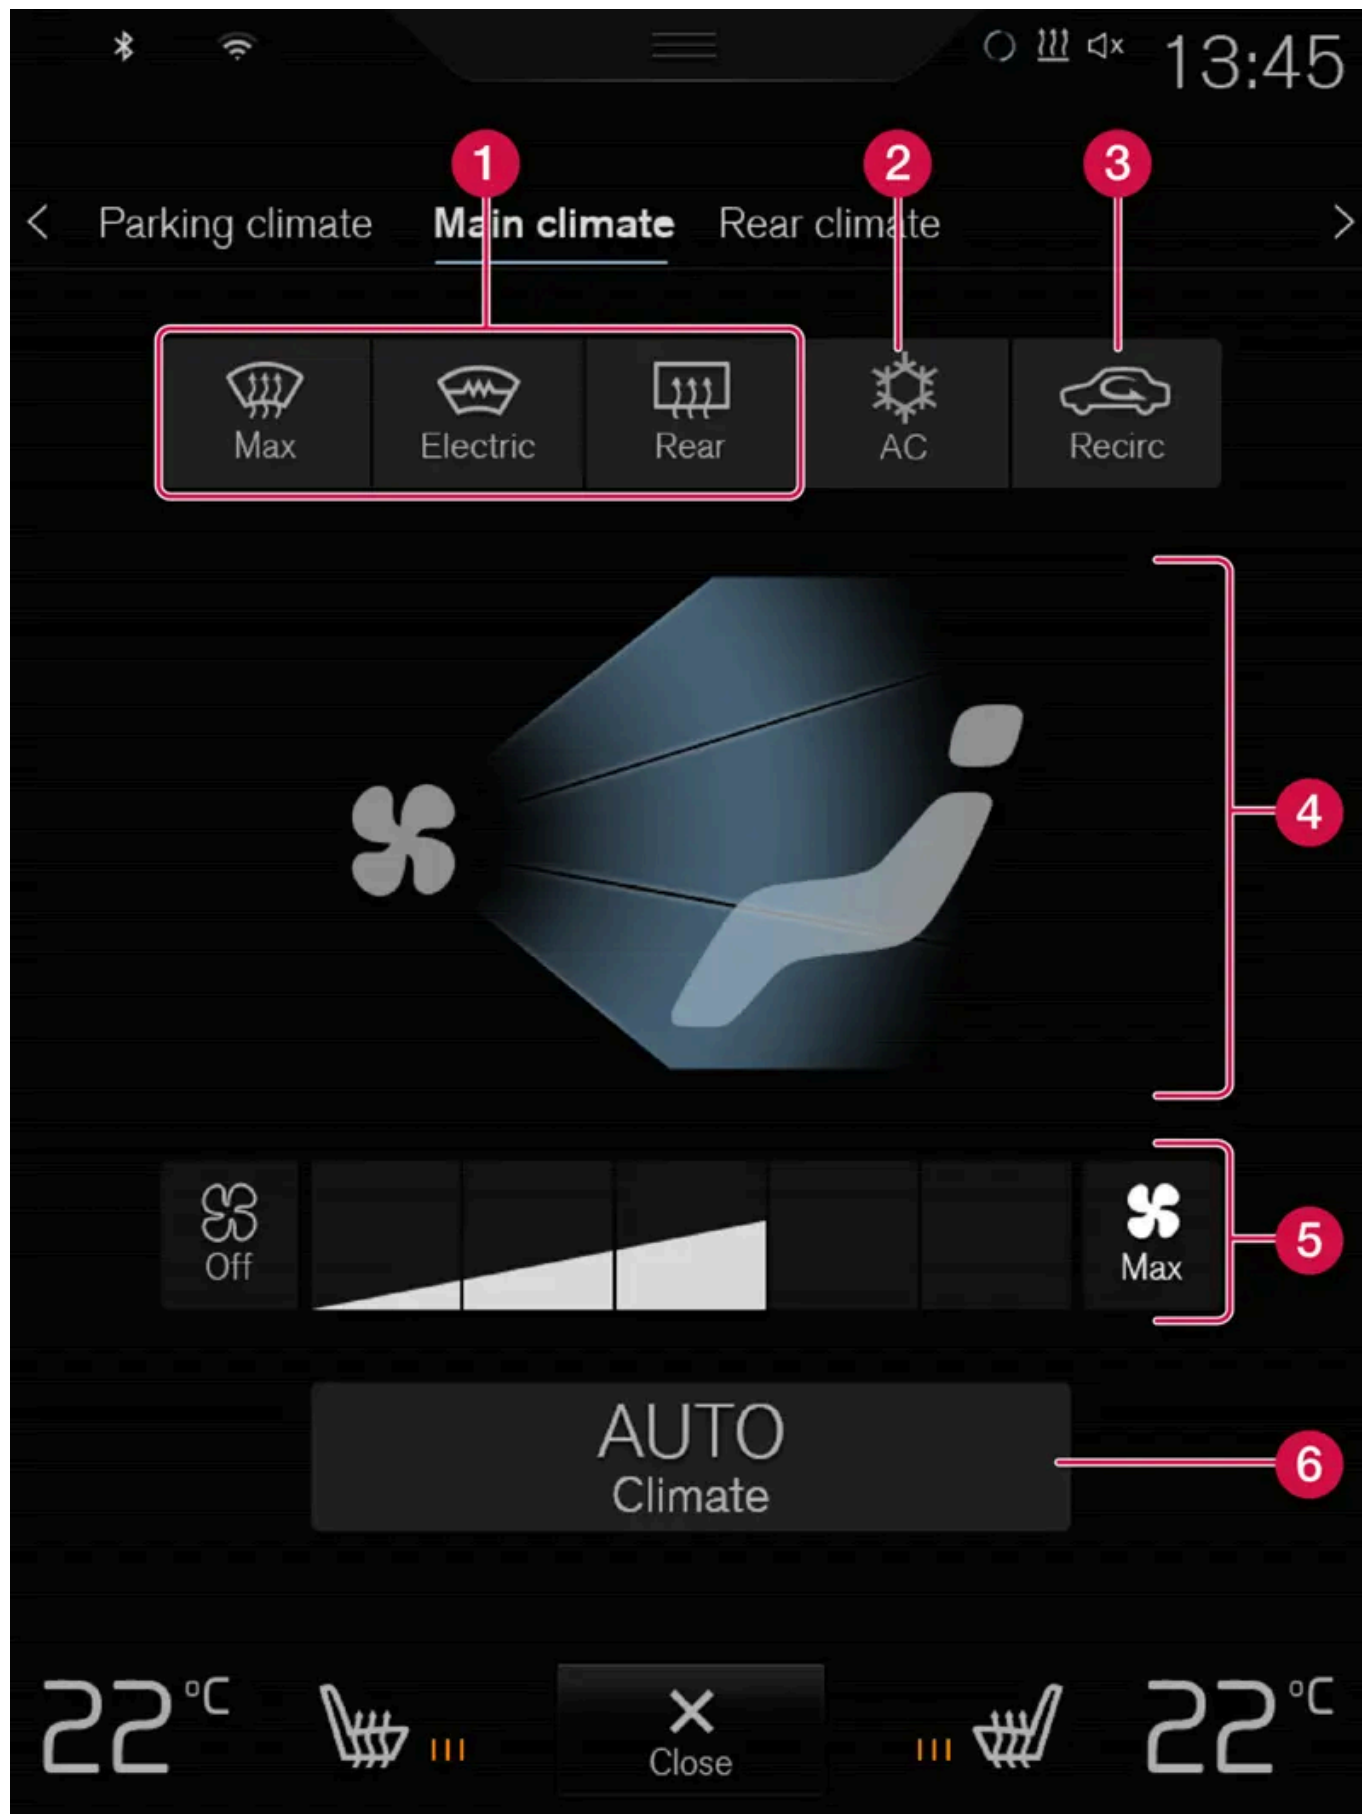 13:45
1 2 3
Parking climate Main climate Rear climate
Max Electric Rear AC Recirc
4
Off Max
5
AUTO
Climate
6
22°C 22°C
Close